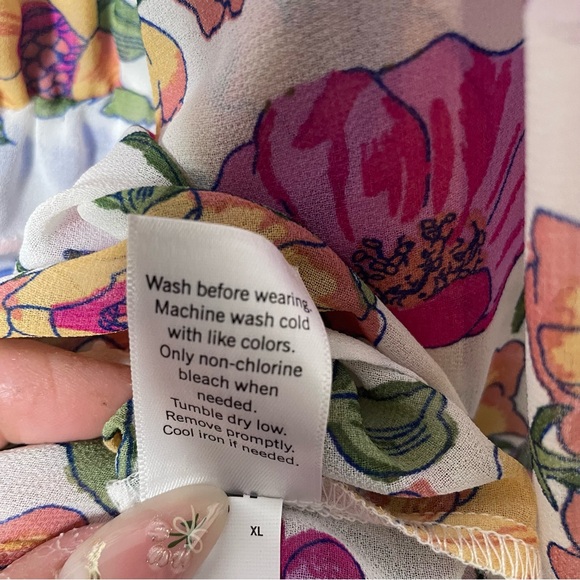 Wash before wearing.
Machine wash cold
with like colors.
Only non-chlorine
bleach when
needed.
Tumble dry low.
Remove promptly.
Cool iron if needed.
XL